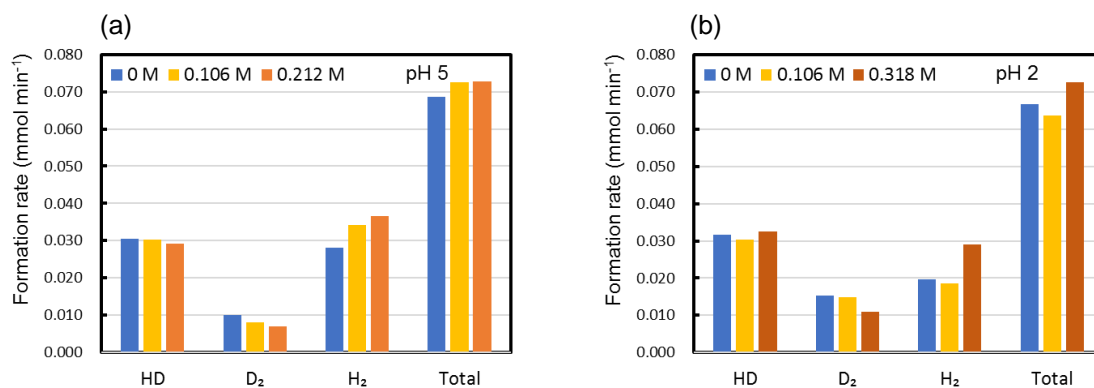 (a)
0 M 0.106 M 0.212 M pH 5
Formation rate (mmol min⁻¹)
0.080
0.070
0.060
0.050
0.040
0.030
0.020
0.010
0.000
HD D₂ H₂ Total
(b)
0 M 0.106 M 0.318 M pH 2
Formation rate (mmol min⁻¹)
0.080
0.070
0.060
0.050
0.040
0.030
0.020
0.010
0.000
HD D₂ H₂ Total